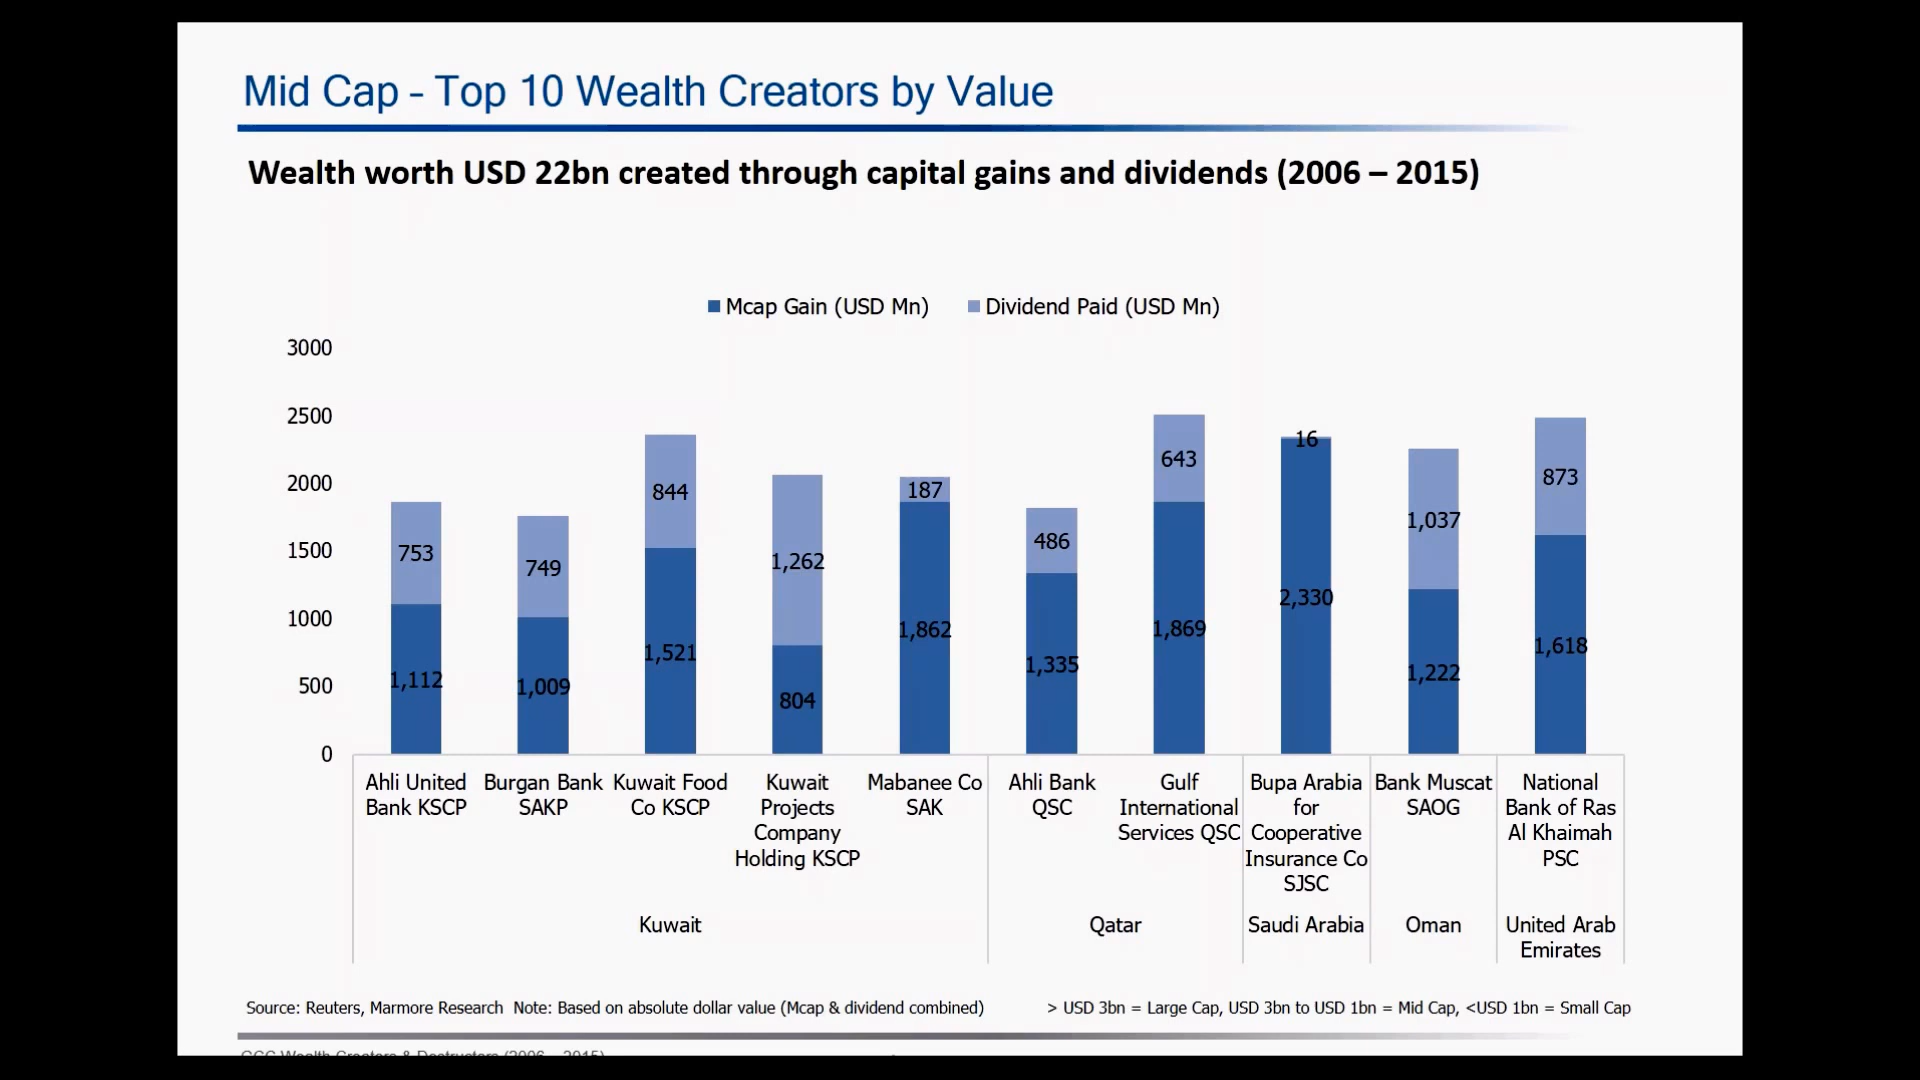 Mid Cap – Top 10 Wealth Creators by Value
Wealth worth USD 22bn created through capital gains and dividends (2006 – 2015)
Mcap Gain (USD Mn) Dividend Paid (USD Mn)
3000
2500
2000
1500
1000
500
0
753
749
844
1,262
187
486
643
16
1,037
873
1,112
1,009
1,521
804
1,862
1,335
1,869
2,330
1,222
1,618
Ahli United
Bank KSCP
Burgan Bank
SAKP
Kuwait Food
Co KSCP
Kuwait
Projects
Company
Holding KSCP
Mabanee Co
SAK
Ahli Bank
QSC
Gulf
International
Services QSC
Bupa Arabia
for
Cooperative
Insurance Co
SJSC
Bank Muscat
SAOG
National
Bank of Ras
Al Khaimah
PSC
Kuwait
Qatar
Saudi Arabia
Oman
United Arab
Emirates
Source: Reuters, Marmore Research Note: Based on absolute dollar value (Mcap & dividend combined)
> USD 3bn = Large Cap, USD 3bn to USD 1bn = Mid Cap, <USD 1bn = Small Cap
GCC Wealth Creators & Destructors (2006 – 2015)